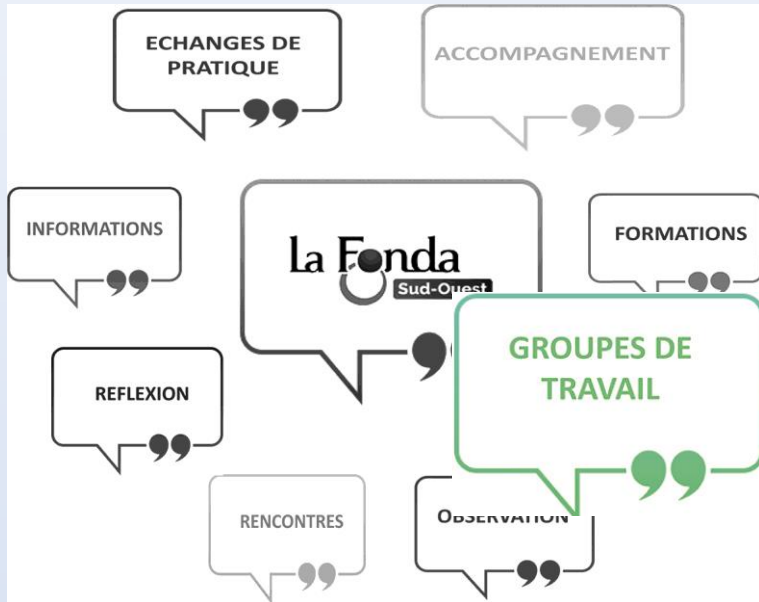 ECHANGES DE
PRATIQUE
ACCOMPAGNEMENT
INFORMATIONS
La Fonda
Sud-Ouest
FORMATIONS
GROUPES DE
TRAVAIL
REFLEXION
RENCONTRES
OBSERVATION